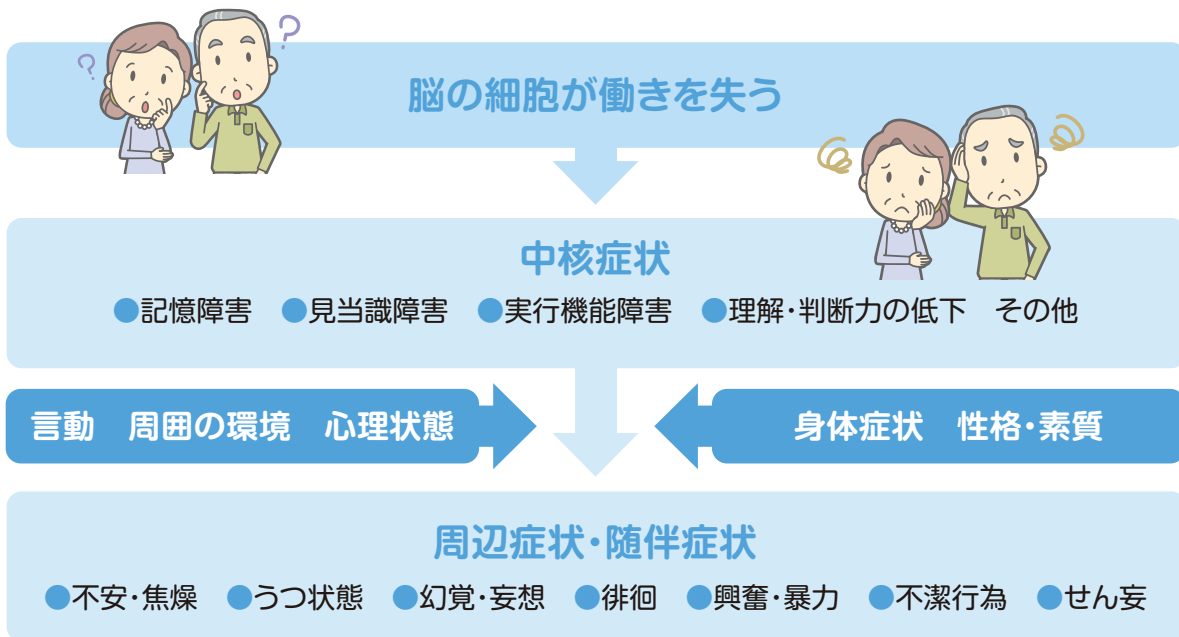 脳の細胞が働きを失う
中核症状
●記憶障害 ●見当識障害 ●実行機能障害 ●理解・判断力の低下 その他
言動 周囲の環境 心理状態
身体症状 性格・素質
周辺症状・随伴症状
●不安・焦燥 ●うつ状態 ●幻覚・妄想 ●徘徊 ●興奮・暴力 ●不潔行為 ●せん妄